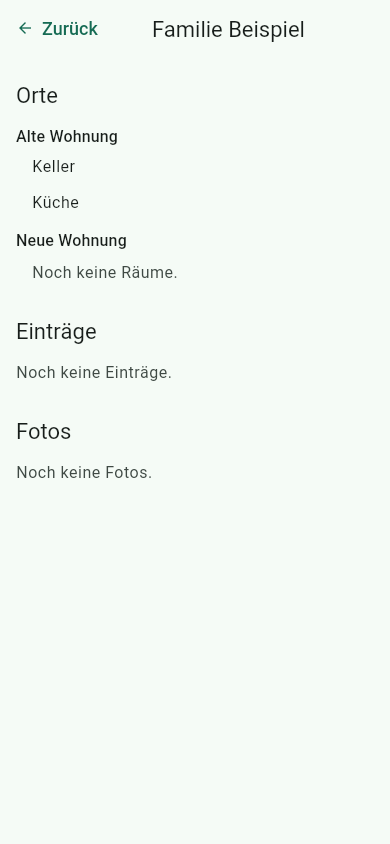 Zurück
Familie Beispiel
Orte
Alte Wohnung
Keller
Küche
Neue Wohnung
Noch keine Räume.
Einträge
Noch keine Einträge.
Fotos
Noch keine Fotos.